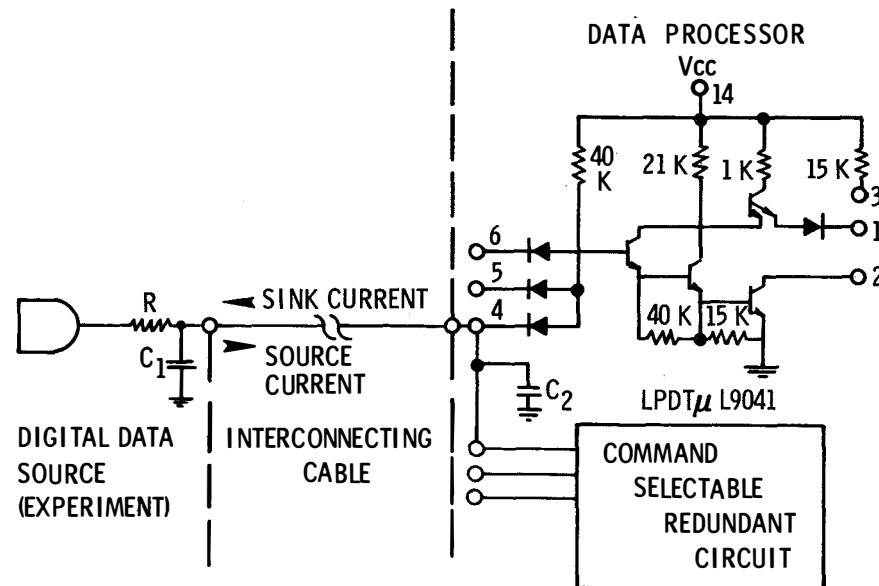 DATA PROCESSOR
Vcc
14
40
K
21 K
1 K
15 K
3
1
2
6
5
4
R
C1
SINK CURRENT
SOURCE
CURRENT
40 K
15 K
C2
LPDTμ L9041
DIGITAL DATA
SOURCE
(EXPERIMENT)
INTERCONNECTING
CABLE
COMMAND
SELECTABLE
REDUNDANT
CIRCUIT